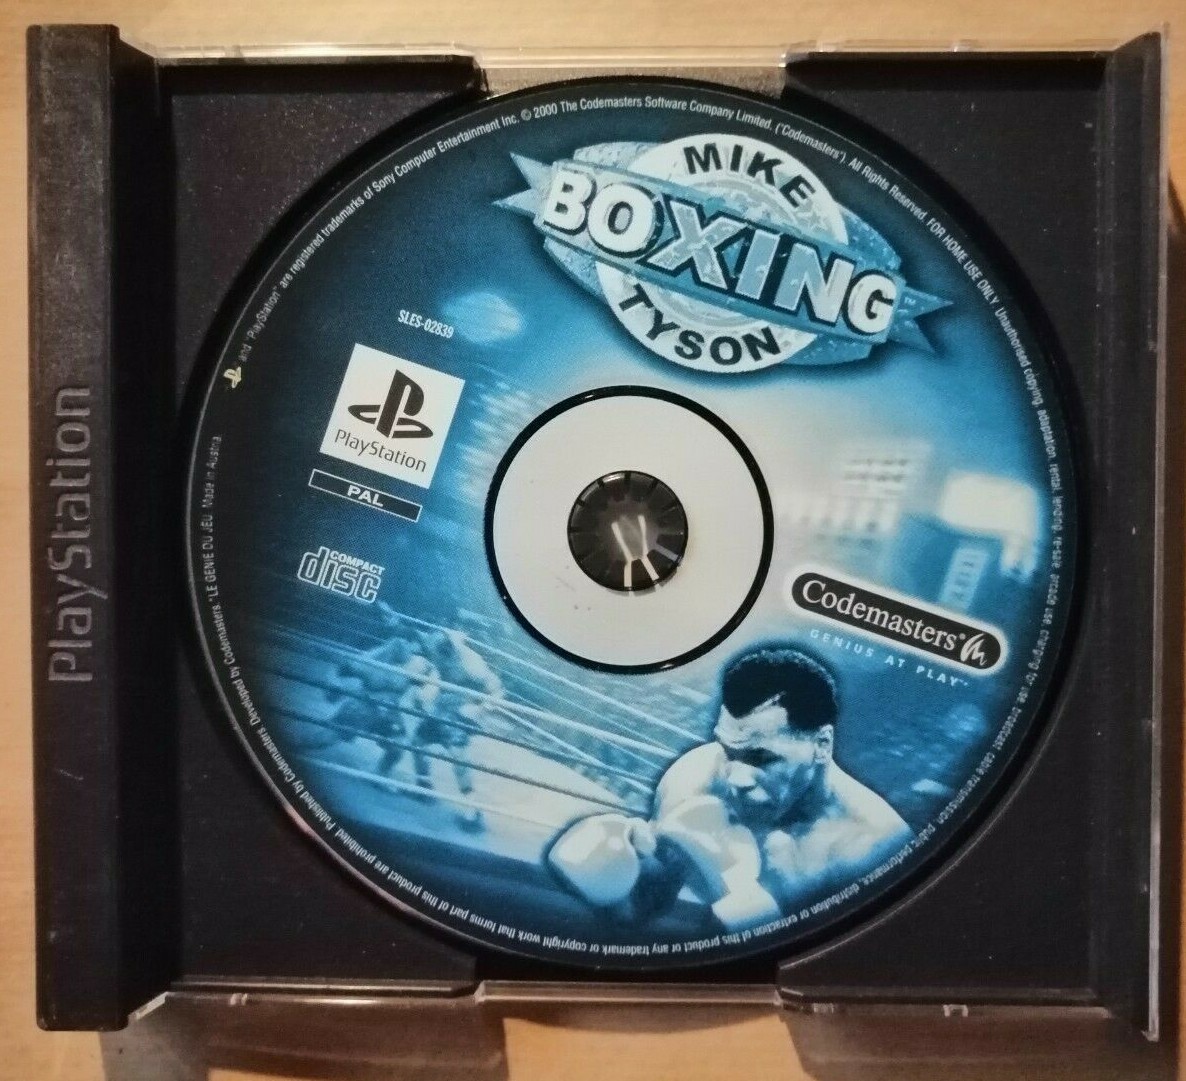 PlayStation
MIKE
BOXING™
TYSON
SLES-02839
PlayStation
PAL
COMPACT
disc
Codemasters®
GENIUS AT PLAY™
and "PlayStation" are registered trademarks of Sony Computer Entertainment Inc. © 2000 The Codemasters Software Company Limited. ("Codemasters"). All Rights Reserved. FOR HOME USE ONLY. Unauthorised copying, adaptation, rental, lending, re-sale, arcade use, charging for use, broadcast, cable transmission, public performance, distribution or extraction of this product or any trademark or copyright work that forms part of this product are prohibited. Published by Codemasters. Developed by Codemasters. "LE GENIE DU JEU. Made in Austria.